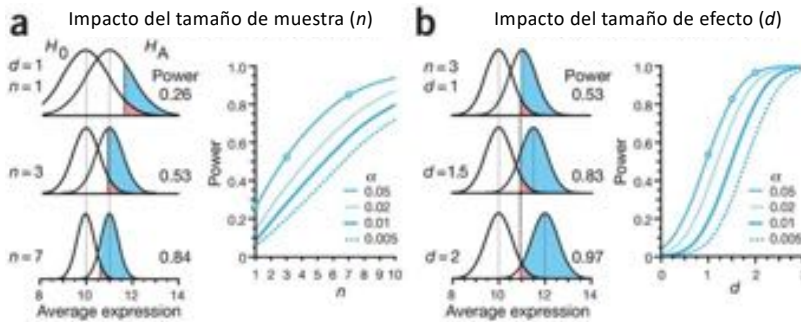 a Impacto del tamaño de muestra (n)
H0 HA
d=1
n=1
Power
0.26
n=3
0.53
n=7
0.84
8 10 12 14
Average expression
Power
1.0
0.8
0.6
0.4
0.2
0
α
0.05
0.02
0.01
0.005
1 2 3 4 5 6 7 8 9 10
n
b Impacto del tamaño de efecto (d)
n=3
d=1
Power
0.53
d=1.5
0.83
d=2
0.97
8 10 12 14
Average expression
Power
1.0
0.8
0.6
0.4
0.2
0
α
0.05
0.02
0.01
0.005
0 1 2
d